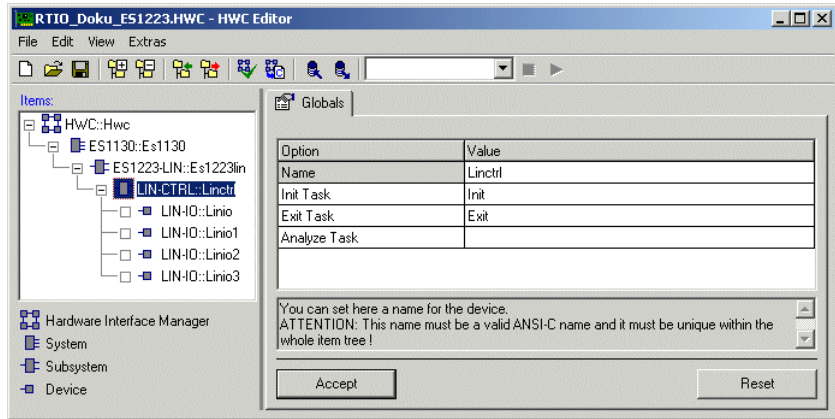 RTIO_Doku_ES1223.HWC - HWC Editor
File Edit View Extras
Items:
HWC::Hwc
ES1130::Es1130
ES1223-LIN::Es1223lin
LIN-CTRL::Linctrl
LIN-IO::Linio
LIN-IO::Linio1
LIN-IO::Linio2
LIN-IO::Linio3
Hardware Interface Manager
System
Subsystem
Device
Globals
Option Value
Name Linctrl
Init Task Init
Exit Task Exit
Analyze Task
You can set here a name for the device.
ATTENTION: This name must be a valid ANSI-C name and it must be unique within the
whole item tree !
Accept Reset